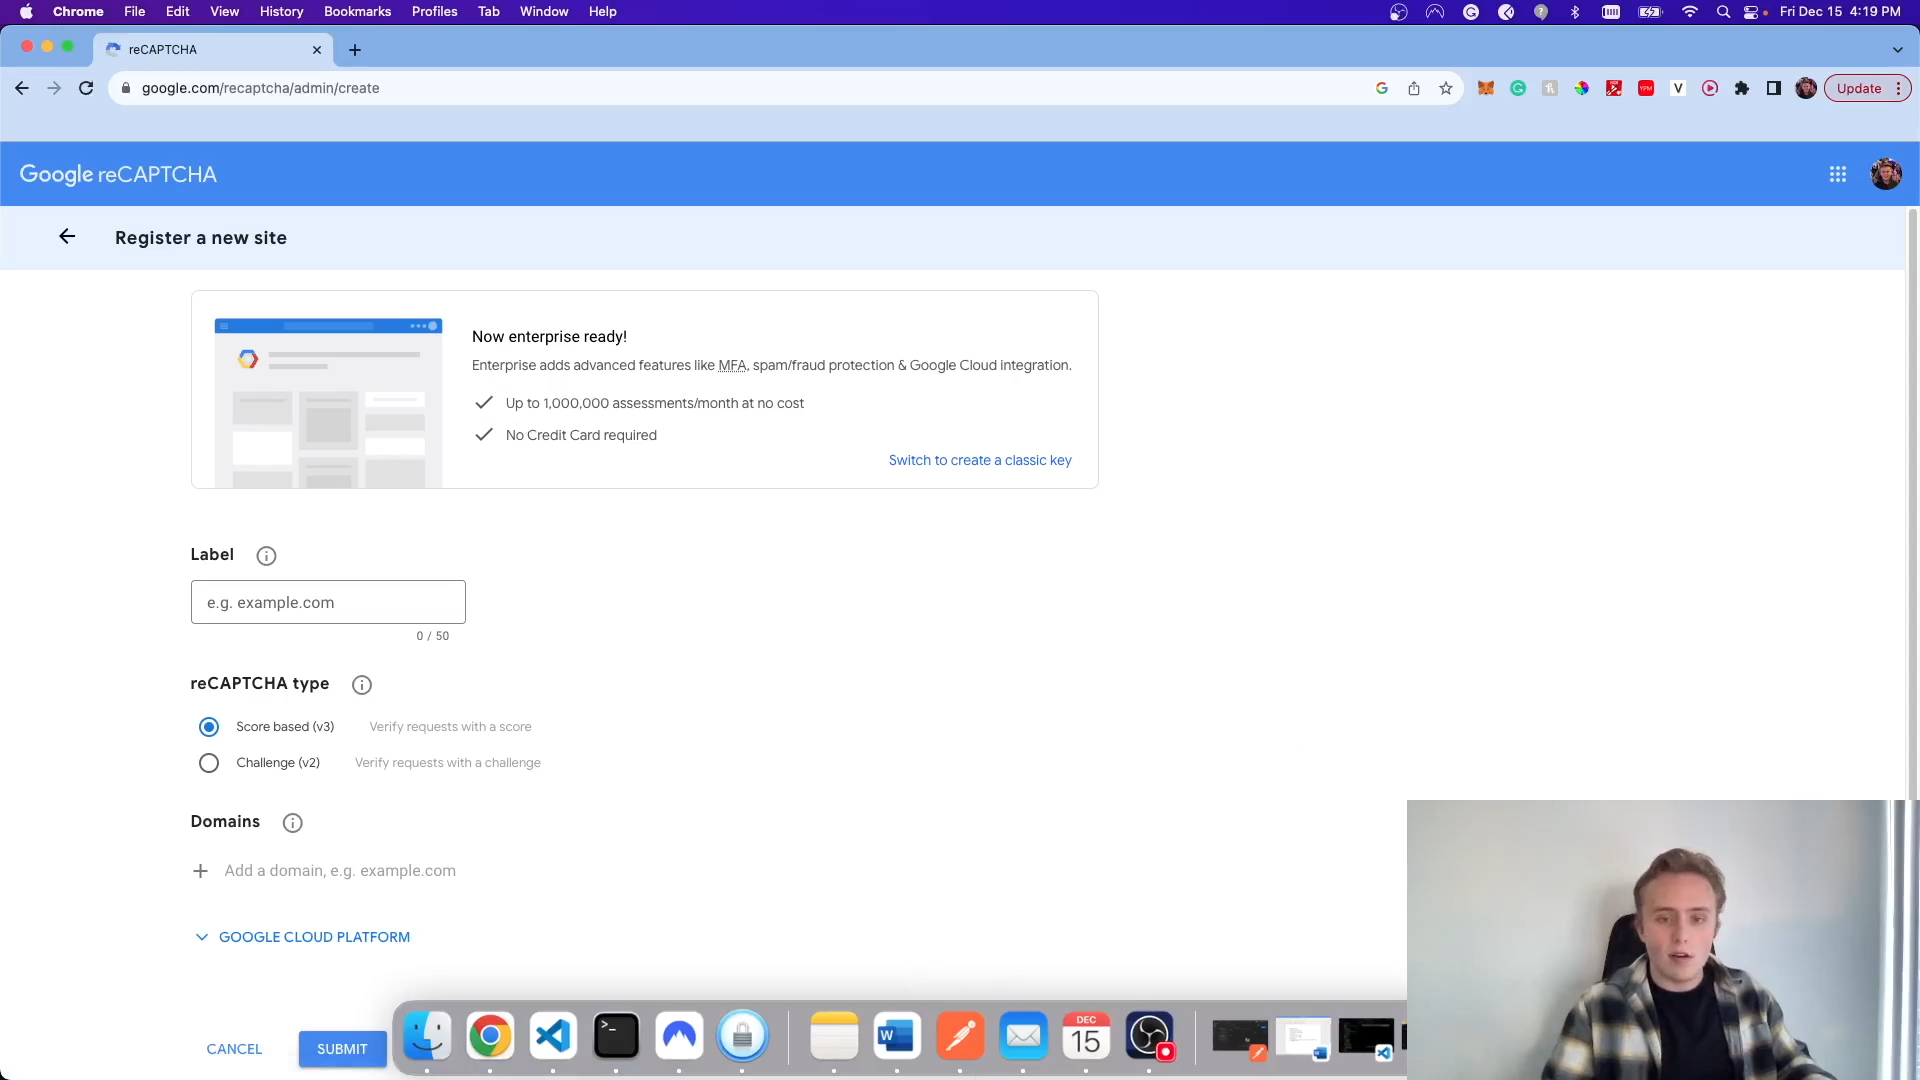 Chrome File Edit View History Bookmarks Profiles Tab Window Help Fri Dec 15 4:19 PM
reCAPTCHA
google.com/recaptcha/admin/create
Update
Google reCAPTCHA
Register a new site
Now enterprise ready!
Enterprise adds advanced features like MFA, spam/fraud protection & Google Cloud integration.
Up to 1,000,000 assessments/month at no cost
No Credit Card required
Switch to create a classic key
Label
e.g. example.com
0 / 50
reCAPTCHA type
Score based (v3) Verify requests with a score
Challenge (v2) Verify requests with a challenge
Domains
Add a domain, e.g. example.com
GOOGLE CLOUD PLATFORM
CANCEL
SUBMIT
DEC
15